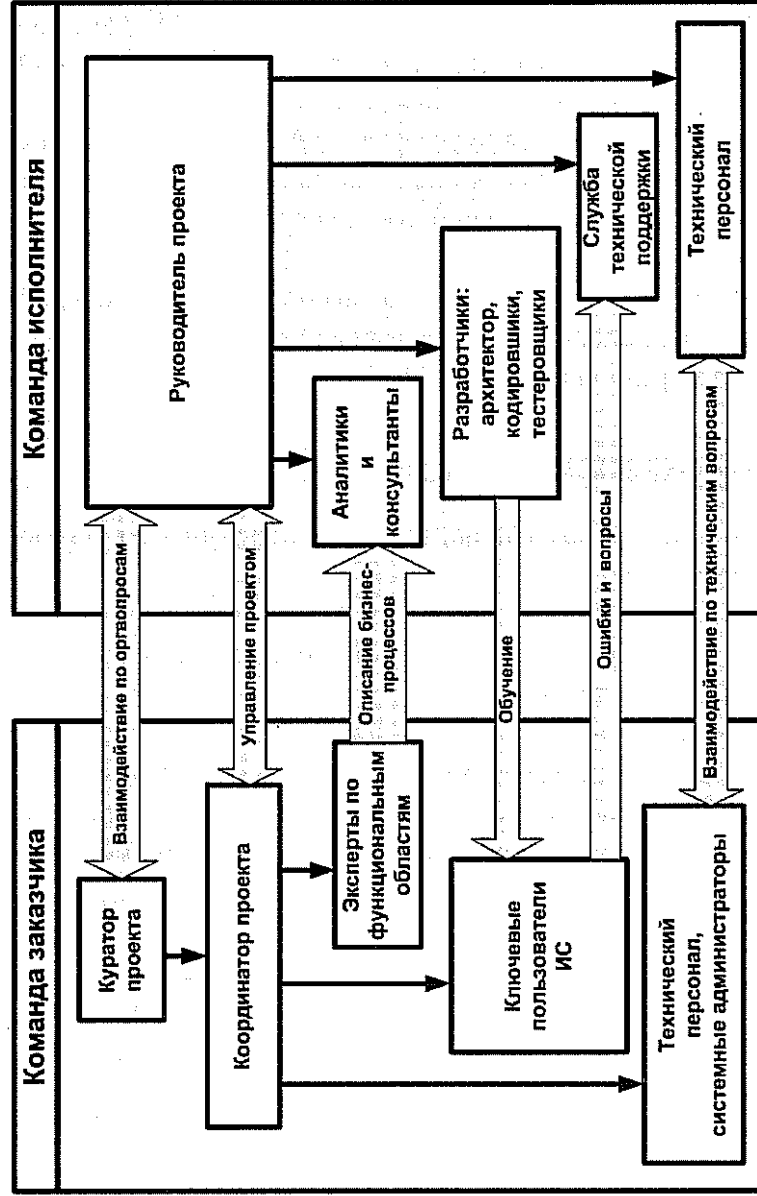 Команда заказчика
Команда исполнителя
Куратор
проекта
Взаимодействие по оргвопросам
Руководитель проекта
Координатор проекта
Управление проектом
Эксперты по
функциональным
областям
Описание бизнес-
процессов
Аналитики
и
консультанты
Ключевые
пользователи
ИС
Обучение
Разработчики:
архитектор,
кодировшики,
тестеровщики
Ошибки и вопросы
Служба
технической
поддержки
Технический
персонал,
системные администраторы
Взаимодействие по техническим вопросам
Технический
персонал